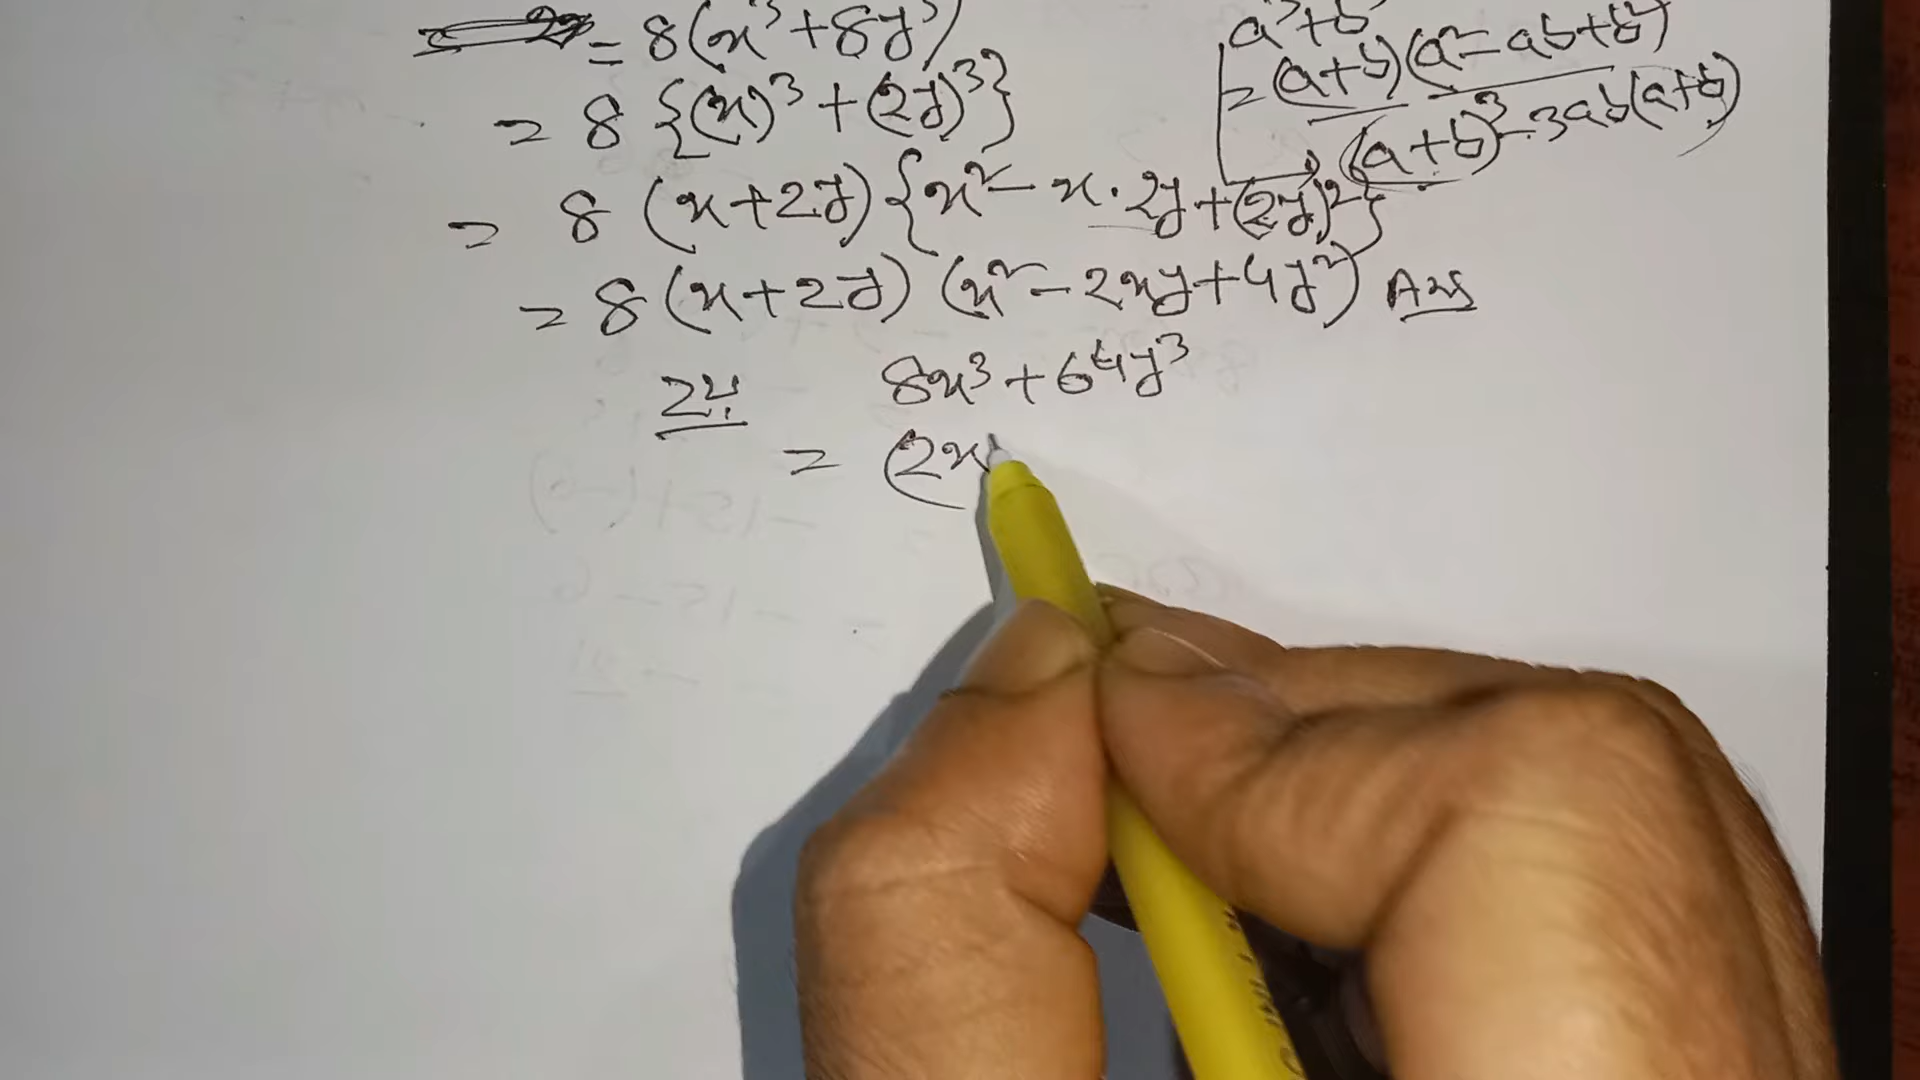 = 8(x³+8y³)
= 8 {(x)³ + (2y)³}
= 8 (x+2y) {x² - x·2y + (2y)²}
= 8 (x+2y) (x² - 2xy + 4y²) Ans
a³+b³
= (a+b) (a² - ab + b²)
(a+b)³ - 3ab(a+b)
8x³ + 64y³
= (2x